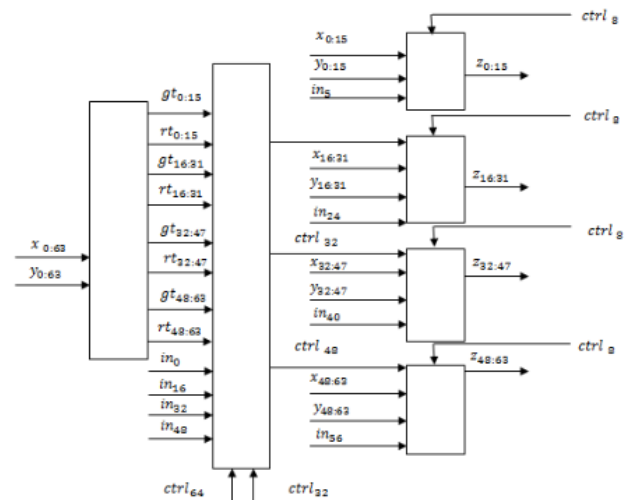 x 0:63
y0:63
gt0:15
rt0:15
gt16:31
rt16:31
gt32:47
rt32:47
gt48:63
rt48:63
in0
in16
in32
in48
ctrl64
ctrl32
ctrl 8
x 0:15
y0:15
in5
z0:15
ctrl 8
x16:31
y16:31
in24
z16:31
ctrl 32
ctrl 8
x32:47
y32:47
in40
z32:47
ctrl 48
ctrl 8
x48:63
y48:63
in56
z48:63